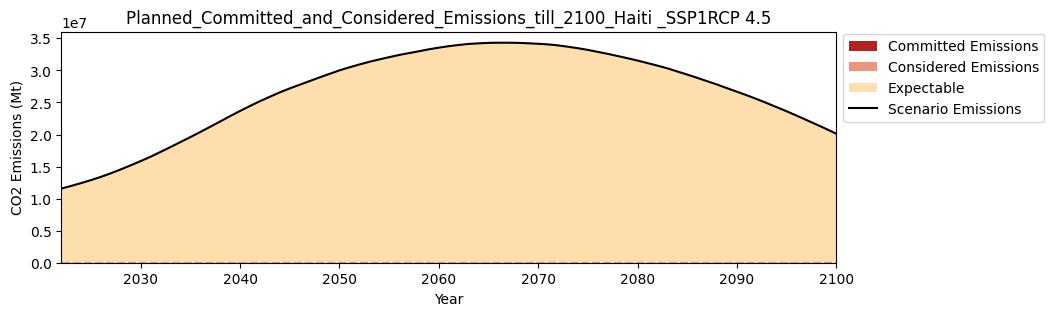 Planned_Committed_and_Considered_Emissions_till_2100_Haiti _SSP1RCP 4.5
1e7
3.5
3.0
2.5
2.0
1.5
1.0
0.5
0.0
CO2 Emissions (Mt)
2030 2040 2050 2060 2070 2080 2090 2100
Year
Committed Emissions
Considered Emissions
Expectable
Scenario Emissions